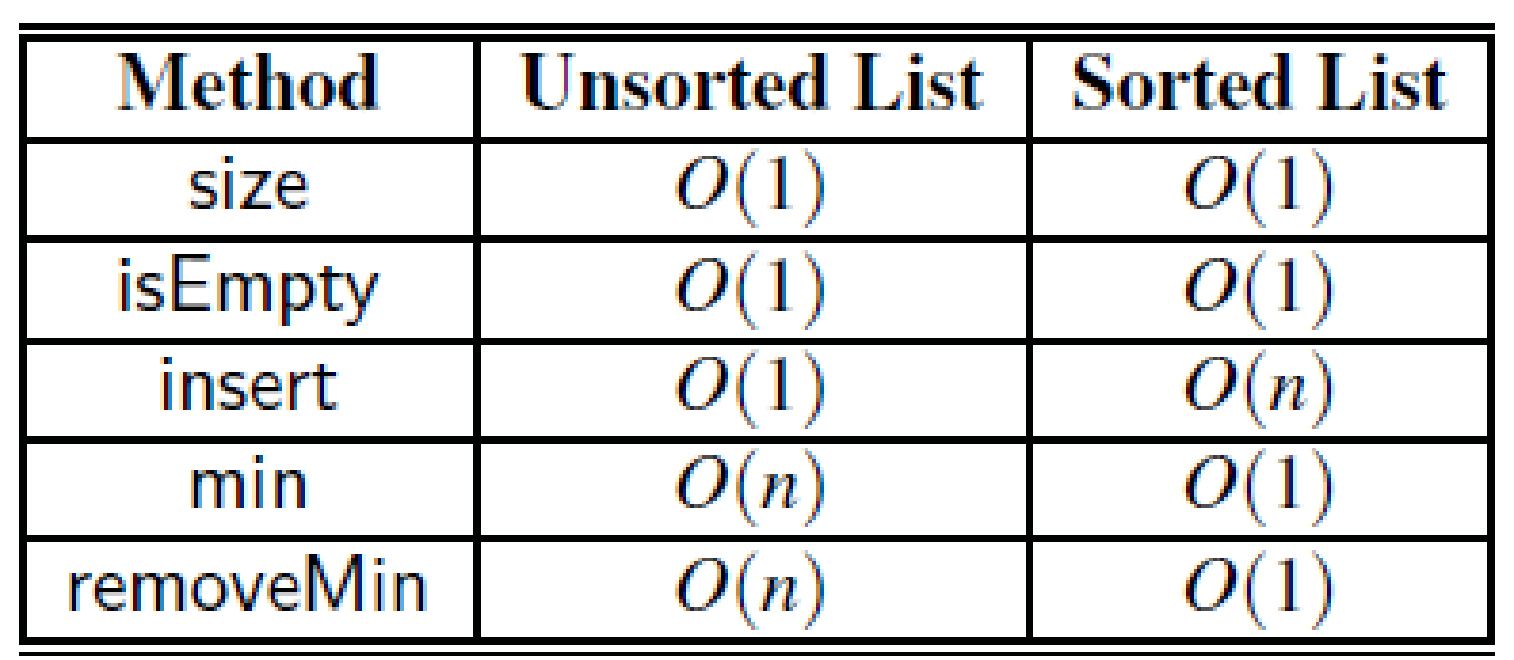 Method Unsorted List Sorted List
size O(1) O(1)
isEmpty O(1) O(1)
insert O(1) O(n)
min O(n) O(1)
removeMin O(n) O(1)